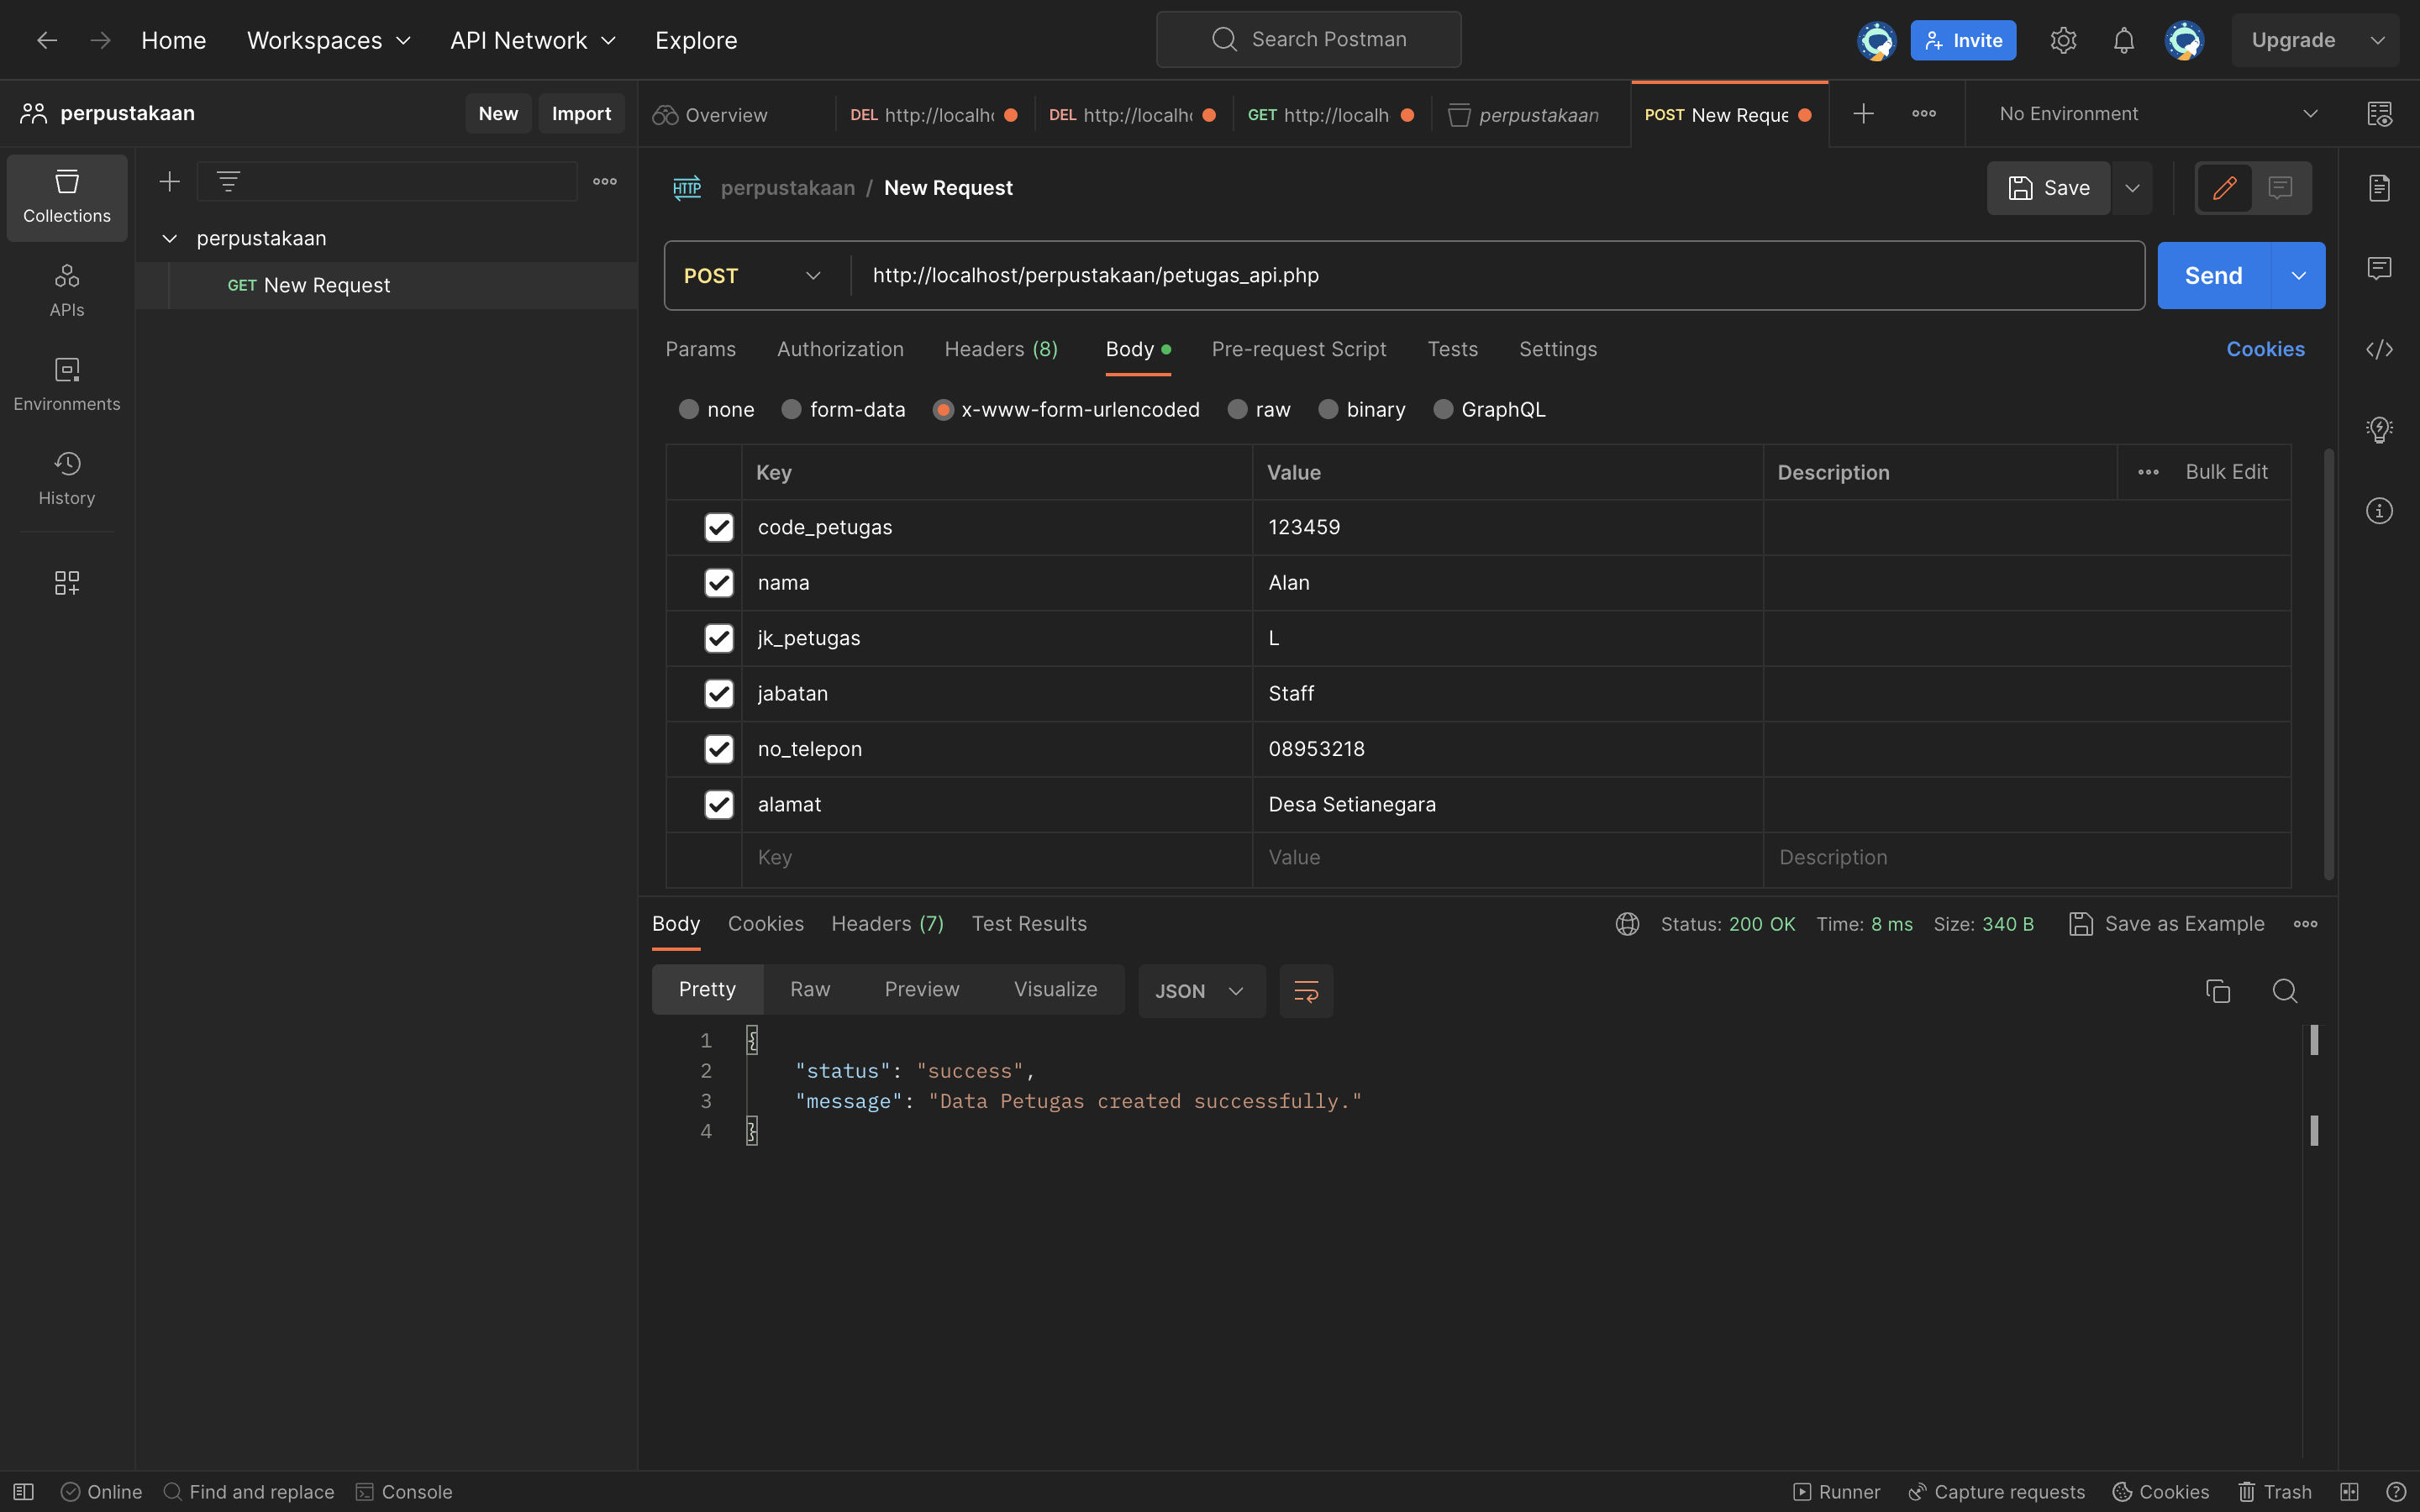 Home Workspaces API Network Explore Search Postman Invite Upgrade
perpustakaan New Import Overview DEL http://localh DEL http://localh GET http://localh perpustakaan POST New Reque No Environment
Collections
APIs
Environments
History
perpustakaan
GET New Request
HTTP perpustakaan / New Request Save
POST http://localhost/perpustakaan/petugas_api.php Send
Params Authorization Headers (8) Body Pre-request Script Tests Settings Cookies
none form-data x-www-form-urlencoded raw binary GraphQL
Key Value Description Bulk Edit
code_petugas 123459
nama Alan
jk_petugas L
jabatan Staff
no_telepon 08953218
alamat Desa Setianegara
Key Value Description
Body Cookies Headers (7) Test Results Status: 200 OK Time: 8 ms Size: 340 B Save as Example
Pretty Raw Preview Visualize JSON
1 {
2 "status": "success",
3 "message": "Data Petugas created successfully."
4 }
Online Find and replace Console Runner Capture requests Cookies Trash